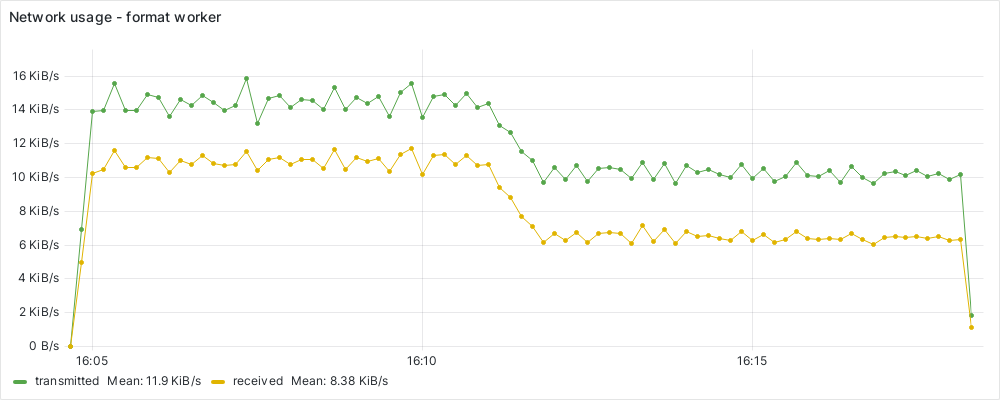 Network usage - format worker
16 KiB/s
14 KiB/s
12 KiB/s
10 KiB/s
8 KiB/s
6 KiB/s
4 KiB/s
2 KiB/s
0 B/s
16:05 16:10 16:15
transmitted Mean: 11.9 KiB/s received Mean: 8.38 KiB/s